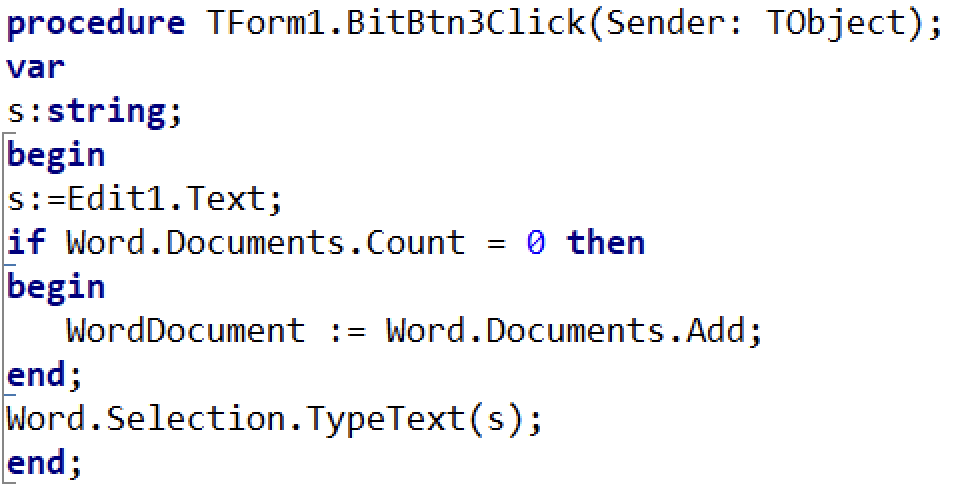 procedure TForm1.BitBtn3Click(Sender: TObject);
var
s:string;
begin
s:=Edit1.Text;
if Word.Documents.Count = 0 then
begin
   WordDocument := Word.Documents.Add;
end;
Word.Selection.TypeText(s);
end;